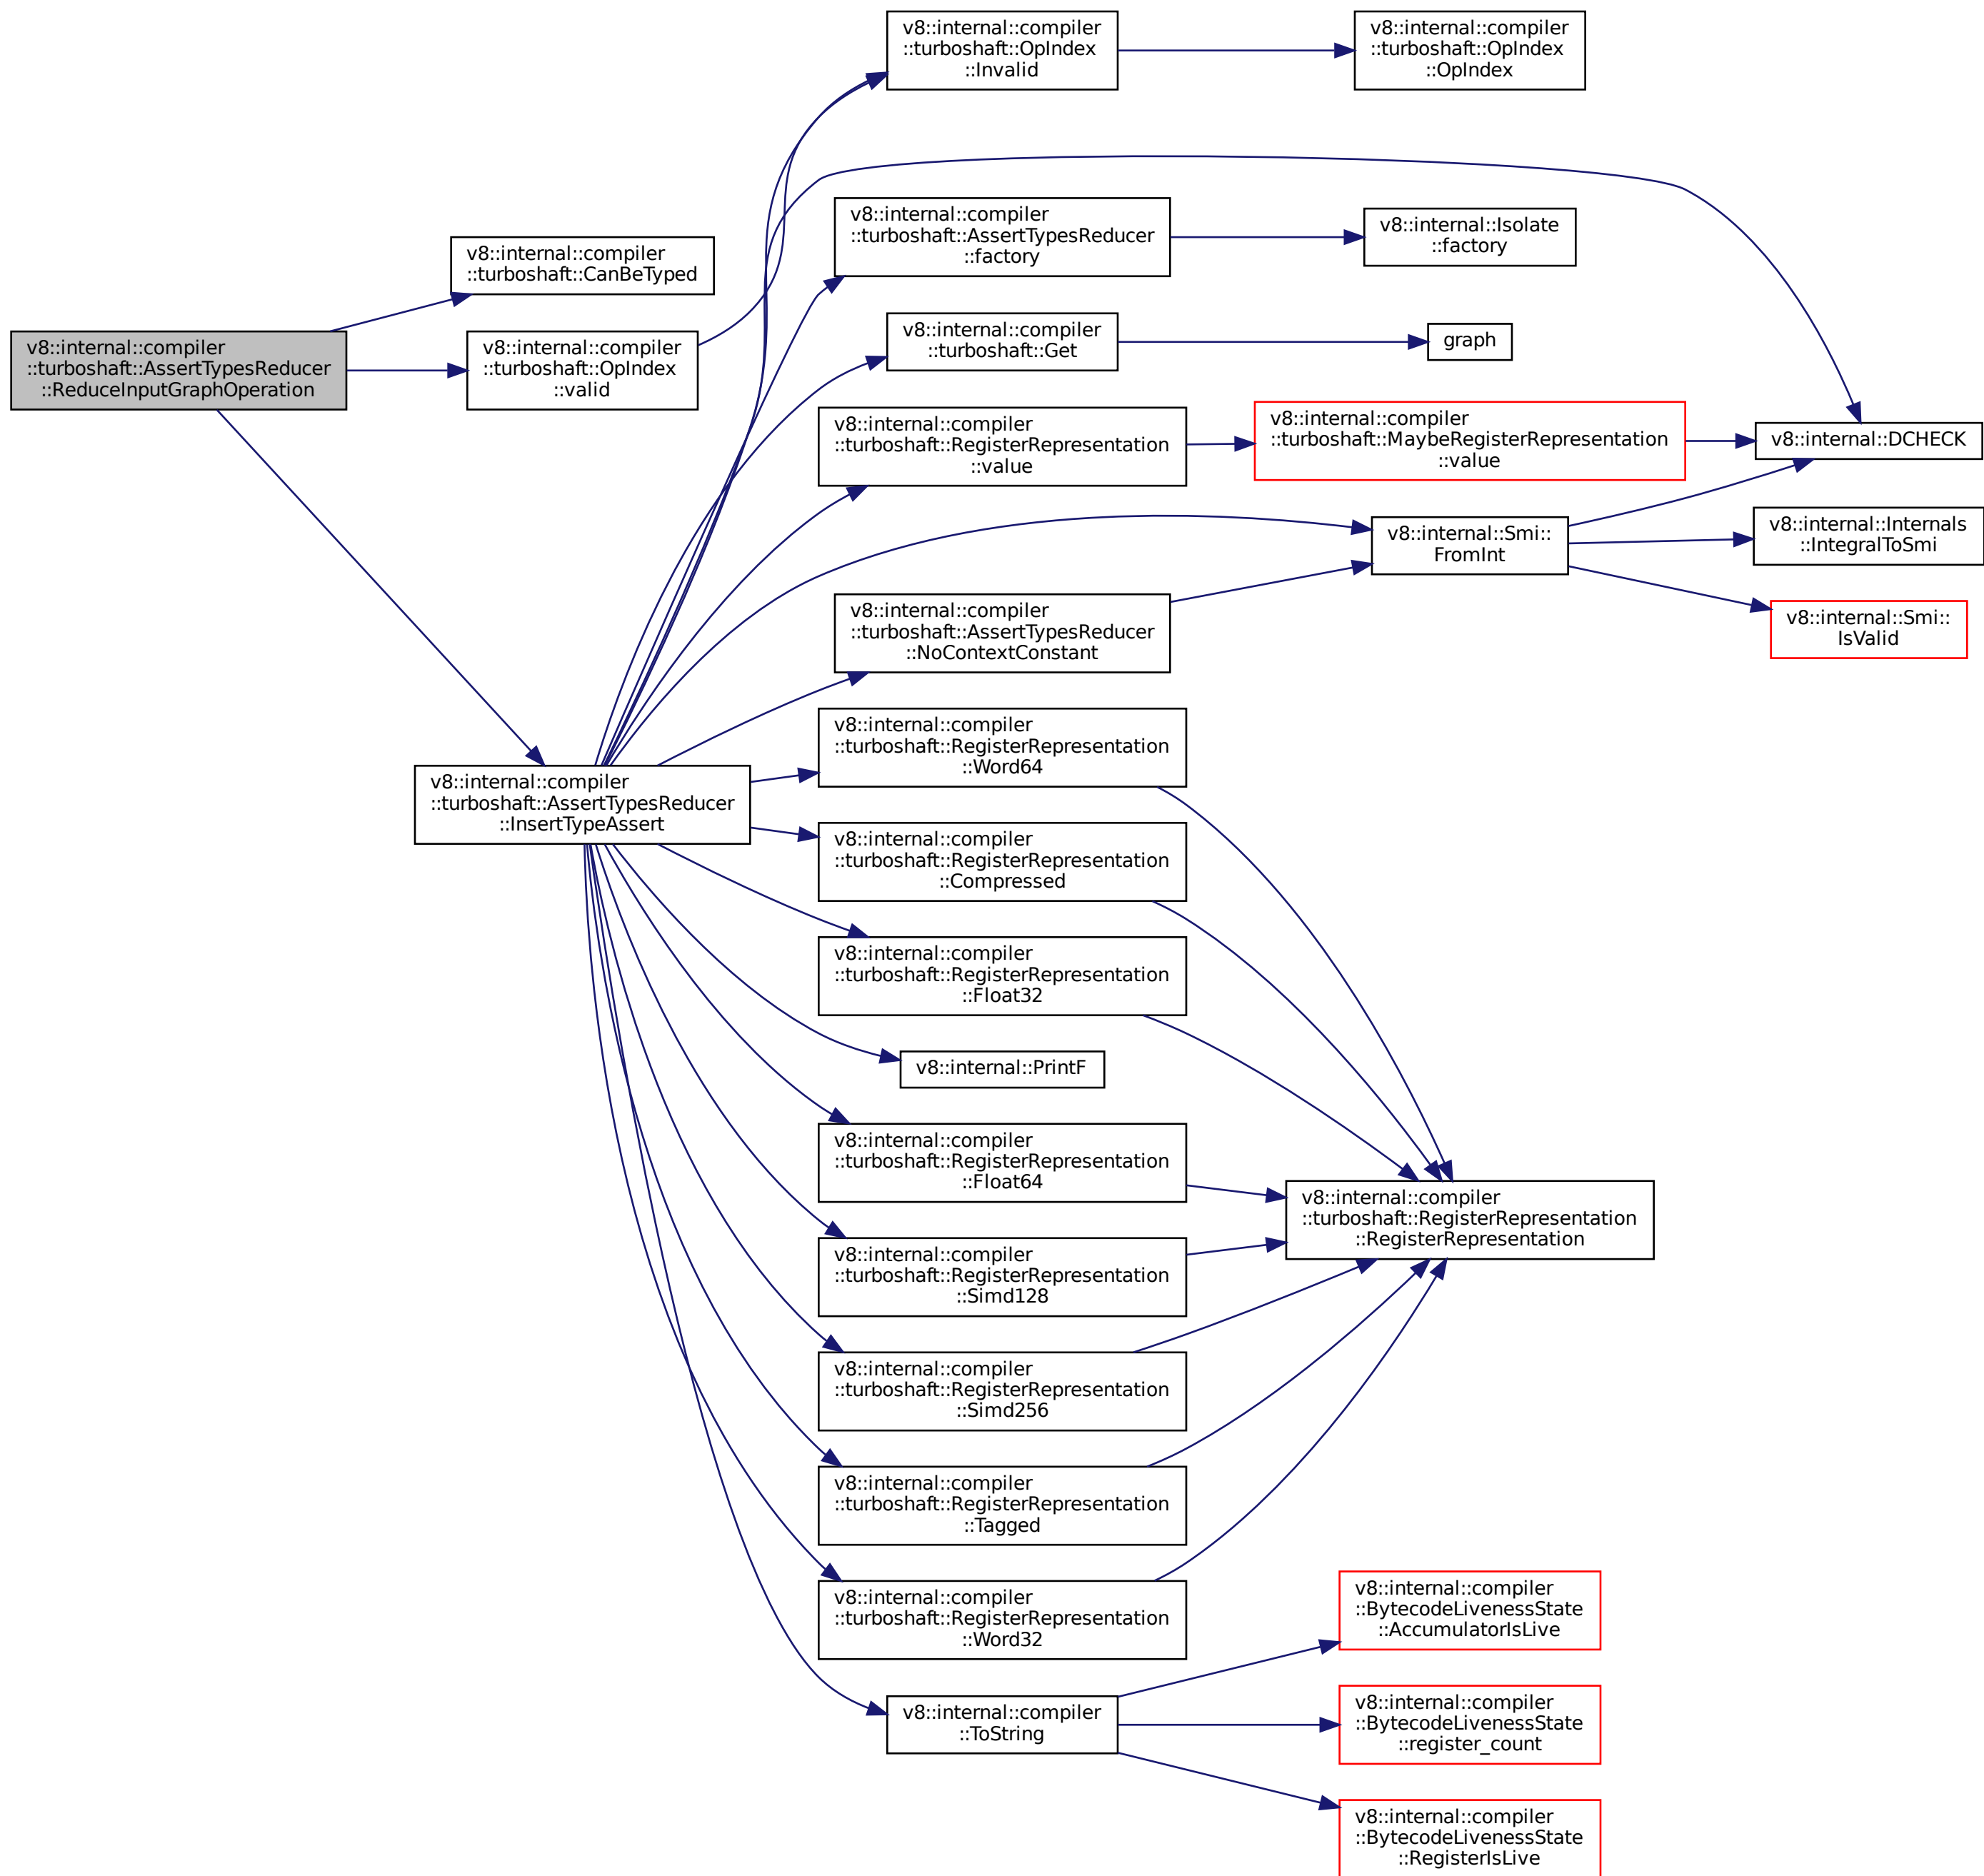 v8::internal::compiler
::turboshaft::AssertTypesReducer
::ReduceInputGraphOperation
v8::internal::compiler
::turboshaft::CanBeTyped
v8::internal::compiler
::turboshaft::OpIndex
::valid
v8::internal::compiler
::turboshaft::AssertTypesReducer
::InsertTypeAssert
v8::internal::compiler
::turboshaft::OpIndex
::Invalid
v8::internal::compiler
::turboshaft::OpIndex
::OpIndex
v8::internal::compiler
::turboshaft::AssertTypesReducer
::factory
v8::internal::Isolate
::factory
v8::internal::compiler
::turboshaft::Get
graph
v8::internal::compiler
::turboshaft::RegisterRepresentation
::value
v8::internal::compiler
::turboshaft::MaybeRegisterRepresentation
::value
v8::internal::DCHECK
v8::internal::Smi::
FromInt
v8::internal::Internals
::IntegralToSmi
v8::internal::Smi::
IsValid
v8::internal::compiler
::turboshaft::AssertTypesReducer
::NoContextConstant
v8::internal::compiler
::turboshaft::RegisterRepresentation
::Word64
v8::internal::compiler
::turboshaft::RegisterRepresentation
::Compressed
v8::internal::compiler
::turboshaft::RegisterRepresentation
::Float32
v8::internal::PrintF
v8::internal::compiler
::turboshaft::RegisterRepresentation
::Float64
v8::internal::compiler
::turboshaft::RegisterRepresentation
::RegisterRepresentation
v8::internal::compiler
::turboshaft::RegisterRepresentation
::Simd128
v8::internal::compiler
::turboshaft::RegisterRepresentation
::Simd256
v8::internal::compiler
::turboshaft::RegisterRepresentation
::Tagged
v8::internal::compiler
::turboshaft::RegisterRepresentation
::Word32
v8::internal::compiler
::ToString
v8::internal::compiler
::BytecodeLivenessState
::AccumulatorIsLive
v8::internal::compiler
::BytecodeLivenessState
::register_count
v8::internal::compiler
::BytecodeLivenessState
::RegisterIsLive